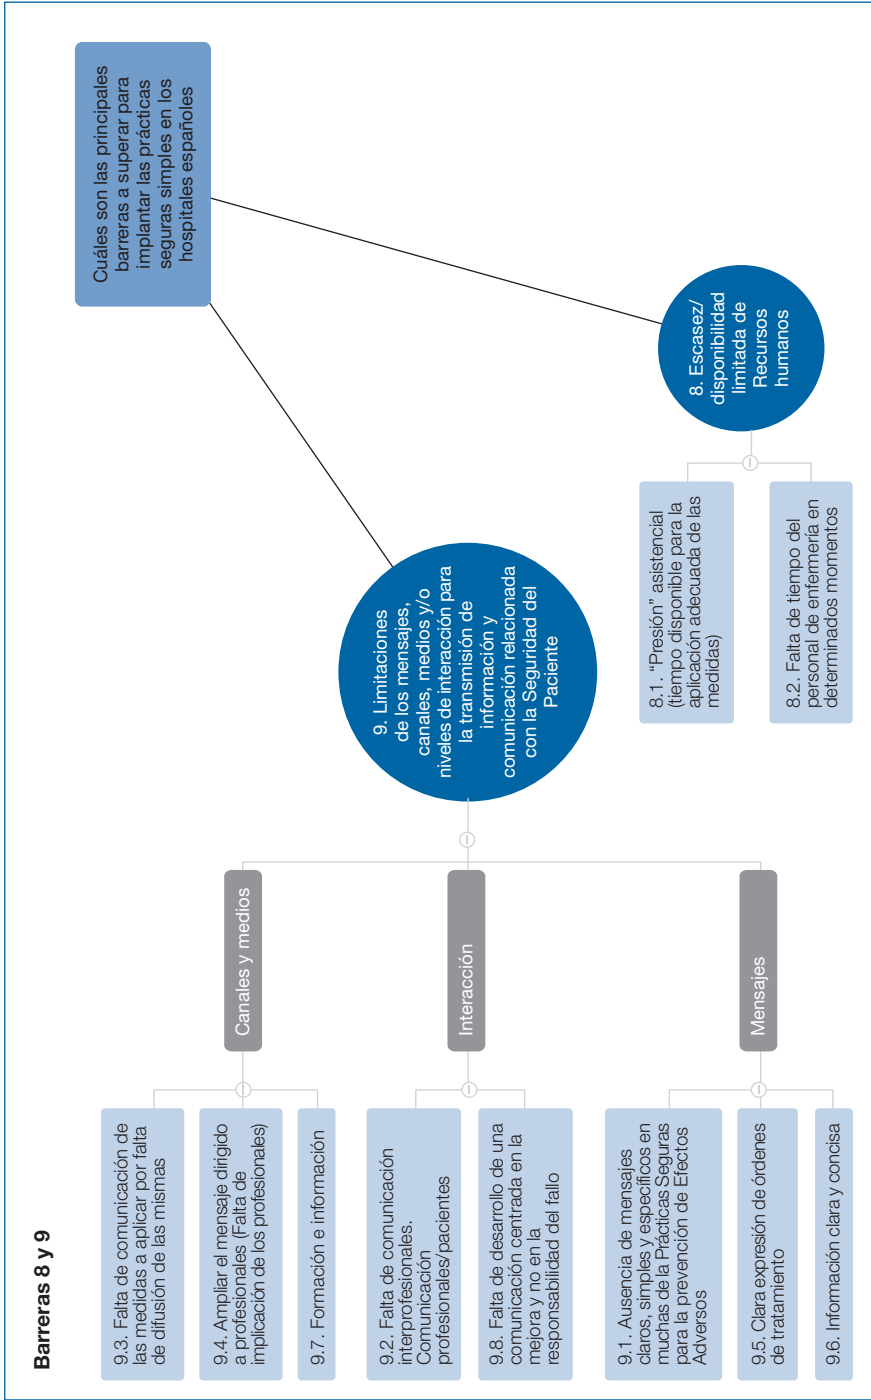 Barreras 8 y 9
Cuáles son las principales
barreras a superar para
implantar las prácticas
seguras simples en los
hospitales españoles
9. Limitaciones
de los mensajes,
canales, medios y/o
niveles de interacción para
la transmisión de
información y
comunicación relacionada
con la Seguridad del
Paciente
8. Escasez/
disponibilidad
limitada de
Recursos
humanos
Canales y medios
9.3. Falta de comunicación de
las medidas a aplicar por falta
de difusión de las mismas
9.4. Ampliar el mensaje dirigido
a profesionales (Falta de
implicación de los profesionales)
9.7. Formación e información
Interacción
9.2. Falta de comunicación
interprofesionales.
Comunicación
profesionales/pacientes
9.8. Falta de desarrollo de una
comunicación centrada en la
mejora y no en la
responsabilidad del fallo
Mensajes
9.1. Ausencia de mensajes
claros, simples y específicos en
muchas de la Prácticas Seguras
para la prevención de Efectos
Adversos
9.5. Clara expresión de órdenes
de tratamiento
9.6. Información clara y concisa
8.1. “Presión” asistencial
(tiempo disponible para la
aplicación adecuada de las
medidas)
8.2. Falta de tiempo del
personal de enfermería en
determinados momentos